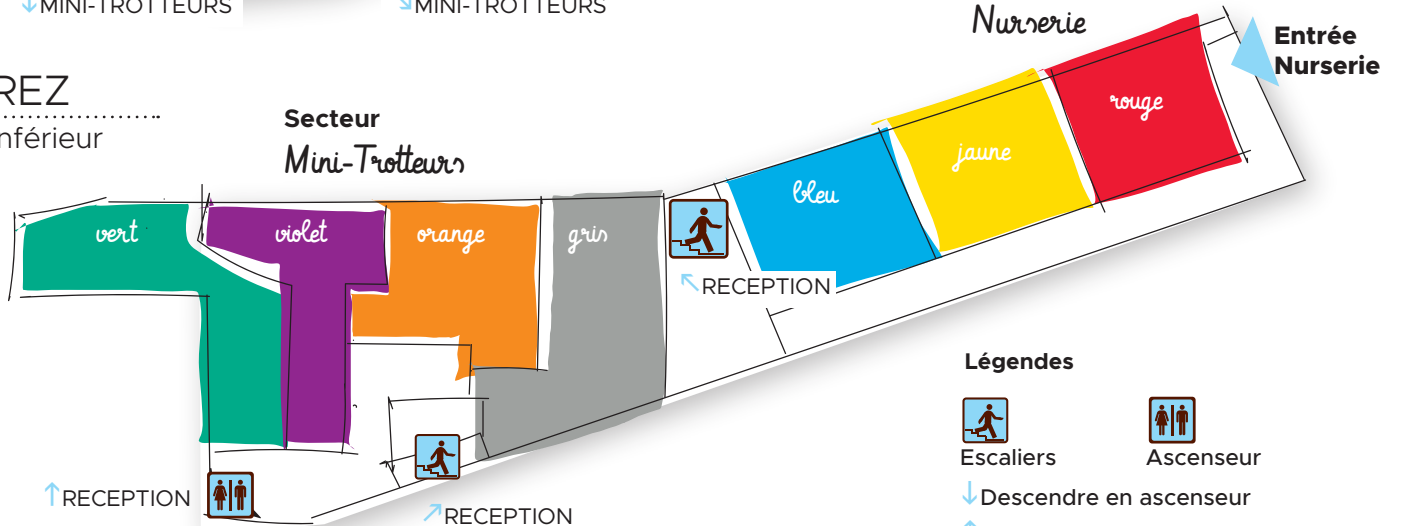 ↓MINI-TROTTEURS
↘MINI-TROTTEURS
Nurserie
Entrée
Nurserie
REZ
nférieur
Secteur
Mini-Trotteurs
rouge
jaune
bleu
vert
violet
orange
gris
↖RECEPTION
Légendes
Escaliers
Ascenseur
↑RECEPTION
↗RECEPTION
↓Descendre en ascenseur